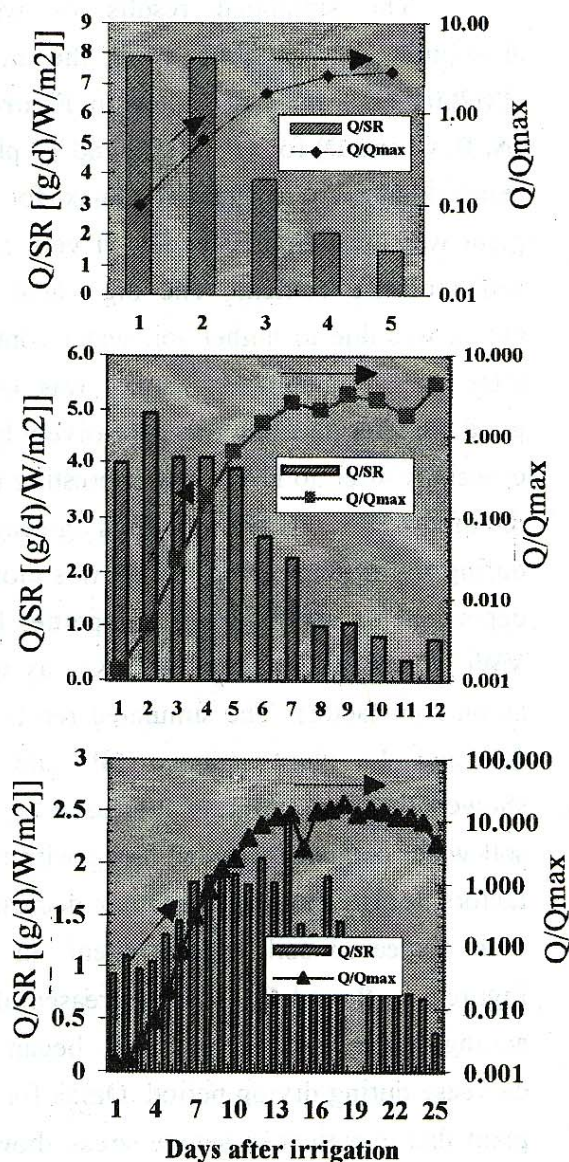 9
8
7
6
5
4
3
2
1
0
Q/SR [(g/d)/W/m2]]
Q/SR
Q/Qmax
10.00
1.00
0.10
0.01
Q/Qmax
1 2 3 4 5
6.0
5.0
4.0
3.0
2.0
1.0
0.0
Q/SR [(g/d)/W/m2]]
Q/SR
Q/Qmax
10.000
1.000
0.100
0.010
0.001
Q/Qmax
1 2 3 4 5 6 7 8 9 10 11 12
3
2.5
2
1.5
1
0.5
0
Q/SR [(g/d)/W/m2]]
Q/SR
Q/Qmax
100.000
10.000
1.000
0.100
0.010
0.001
Q/Qmax
1 4 7 10 13 16 19 22 25
Days after irrigation